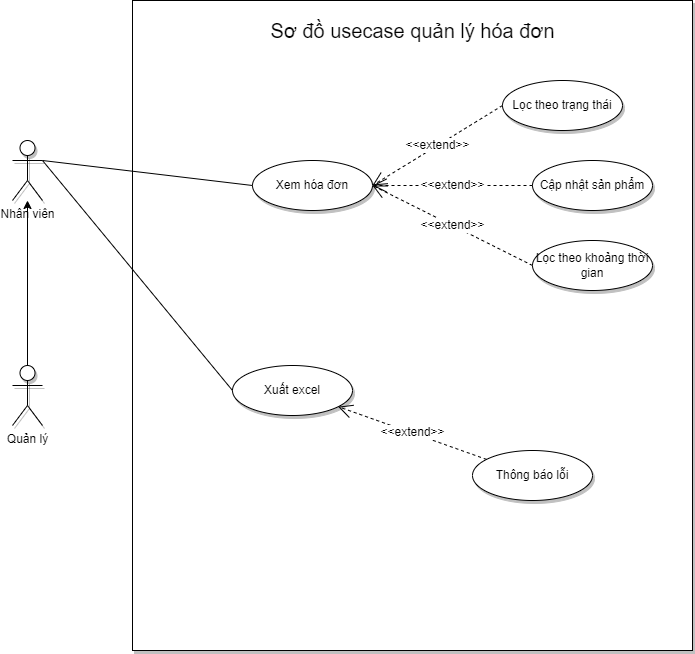 Sơ đồ usecase quản lý hóa đơn
Lọc theo trạng thái
<<extend>>
Nhân viên
Xem hóa đơn
<<extend>>
Cập nhật sản phẩm
<<extend>>
Lọc theo khoảng thời
gian
Xuất excel
Quản lý
<<extend>>
Thông báo lỗi